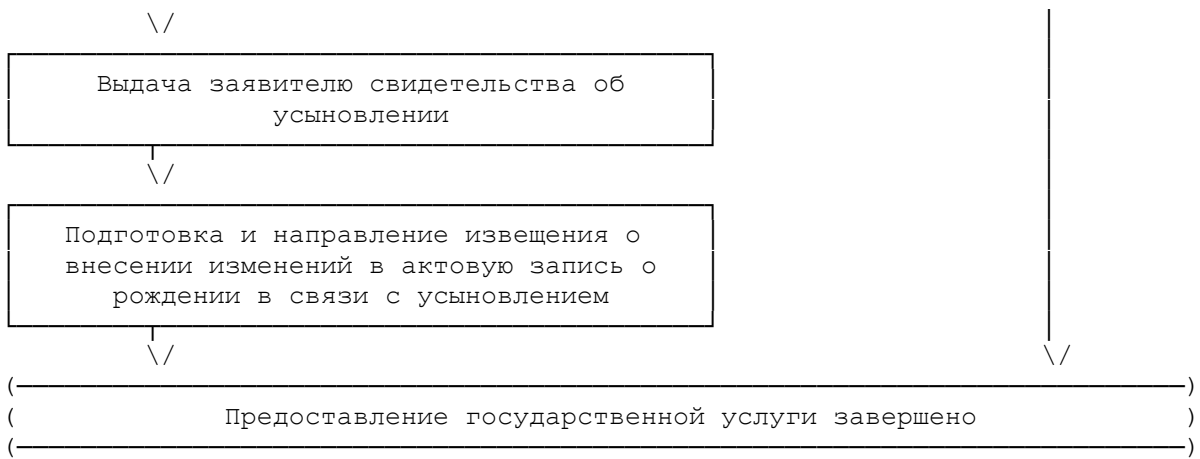 Выдача заявителю свидетельства об
усыновлении
Подготовка и направление извещения о
внесении изменений в актовую запись о
рождении в связи с усыновлением
Предоставление государственной услуги завершено